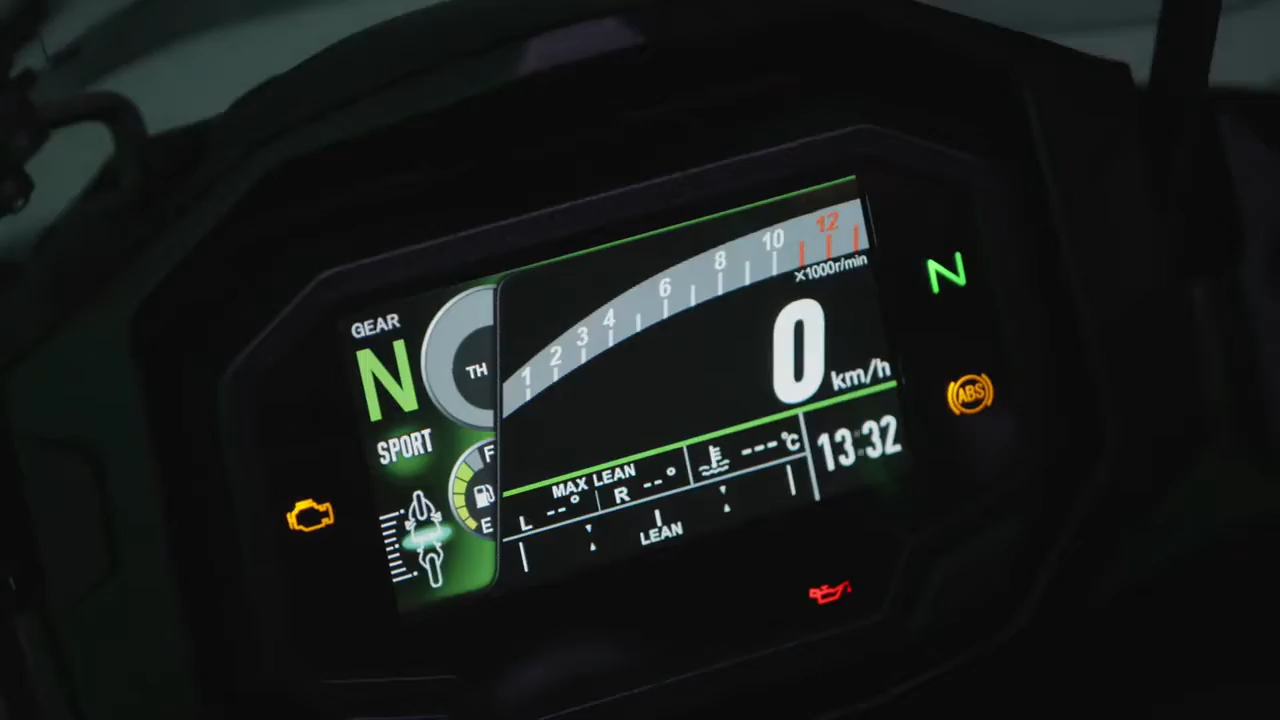 GEAR
N
SPORT
TH
F
E
1 2 3 4 6 8 10 12
×1000r/min
0 km/h
MAX LEAN
L --° R --°
---°C
13:32
LEAN
N
ABS